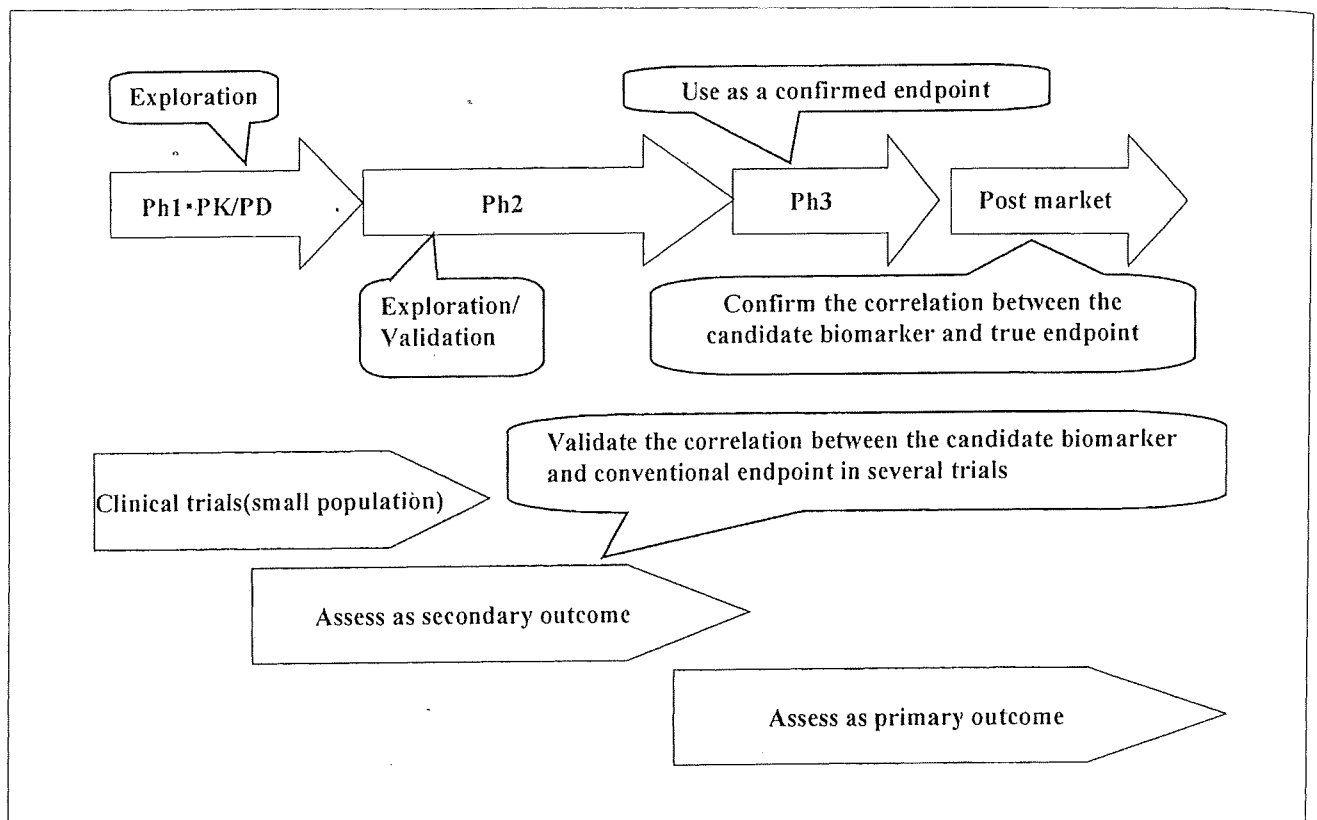 Exploration
Use as a confirmed endpoint
Ph1・PK/PD
Ph2
Ph3
Post market
Exploration/
Validation
Confirm the correlation between the
candidate biomarker and true endpoint
Validate the correlation between the candidate biomarker
and conventional endpoint in several trials
Clinical trials(small population)
Assess as secondary outcome
Assess as primary outcome